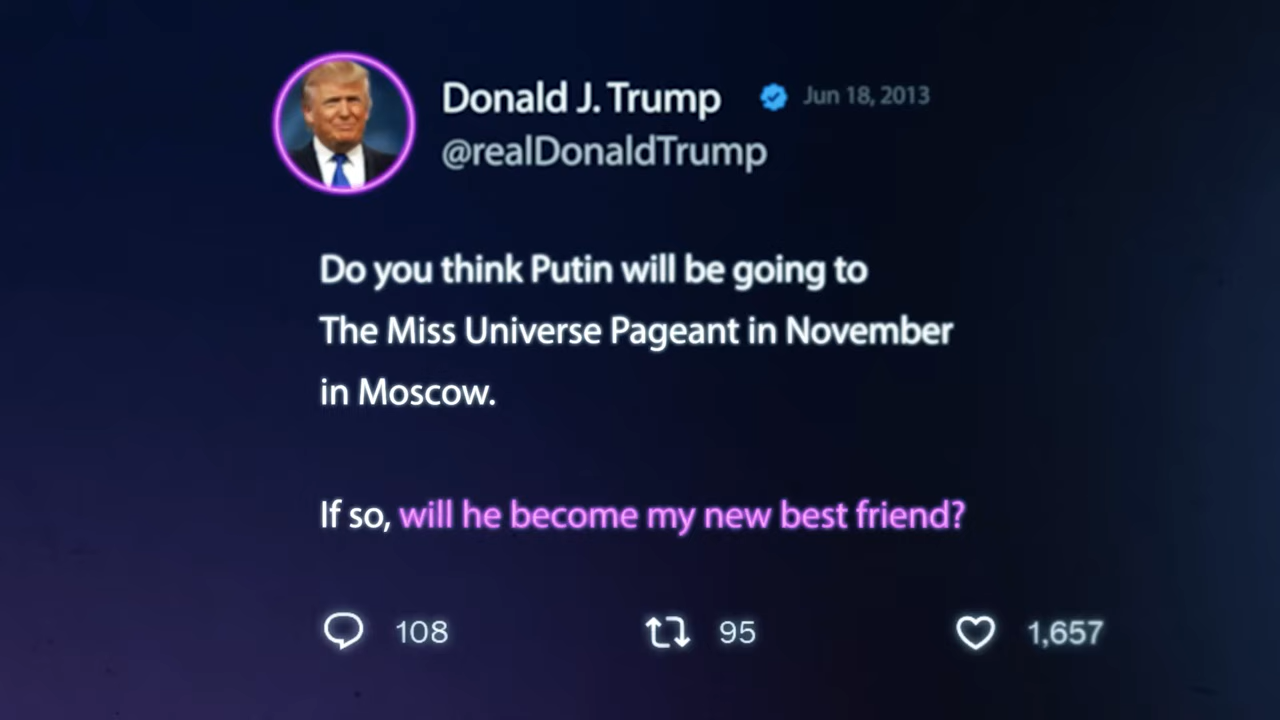 Donald J. Trump Jun 18, 2013
@realDonaldTrump
Do you think Putin will be going to
The Miss Universe Pageant in November
in Moscow.
If so, will he become my new best friend?
108 95 1,657